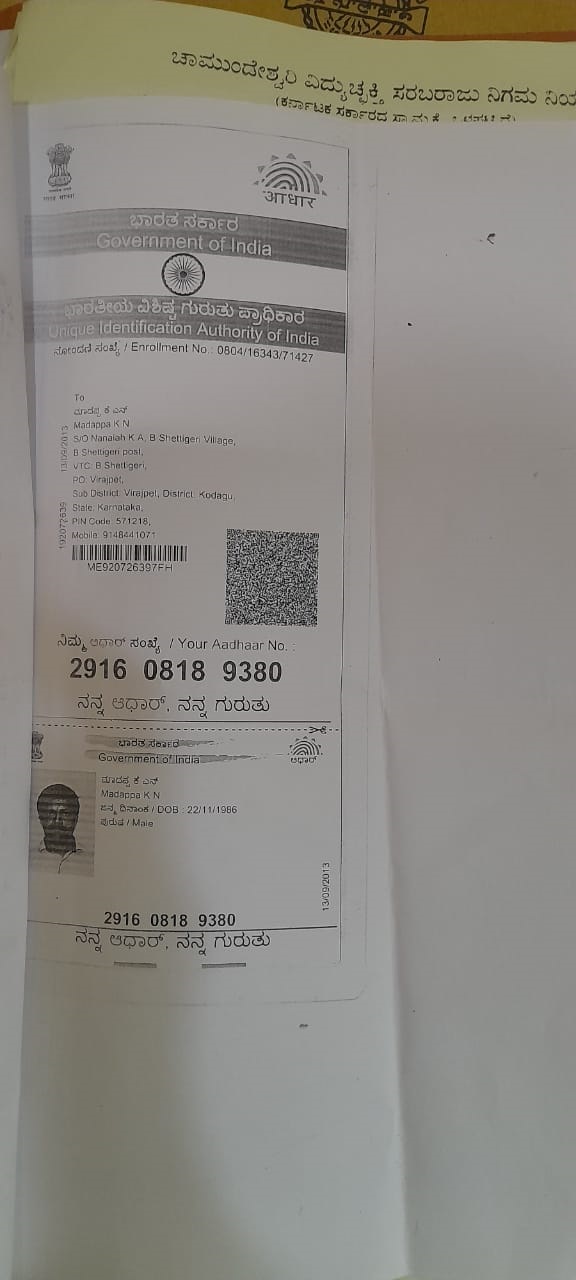 ಚಾಮುಂಡೇಶ್ವರಿ ವಿದ್ಯುಚ್ಛಕ್ತಿ ಸರಬರಾಜು ನಿಗಮ
(ಕರ್ನಾಟಕ ಸರ್ಕಾರದ
आधार
ಭಾರತ ಸರ್ಕಾರ
Government of India
ಭಾರತೀಯ ವಿಶಿಷ್ಟ ಗುರುತು ಪ್ರಾಧಿಕಾರ
Unique Identification Authority of India
ನೋಂದಣಿ ಸಂಖ್ಯೆ / Enrollment No.: 0804/16343/71427
To
ಮಾದಪ್ಪ ಕೆ ಎನ್
Madappa K N
S/O Nanaiah K A, B Shettigeri Village,
B Shettigeri post,
VTC: B Shettigeri,
PO: Virajpet,
Sub District: Virajpet, District: Kodagu,
State: Karnataka,
PIN Code: 571218,
Mobile: 9148441071
13/09/2013
192072639
ME920726397FH
ನಿಮ್ಮ ಆಧಾರ್ ಸಂಖ್ಯೆ / Your Aadhaar No. :
2916 0818 9380
ನನ್ನ ಆಧಾರ್, ನನ್ನ ಗುರುತು
ಭಾರತ ಸರ್ಕಾರ
Government of India
ಆಧಾರ್
ಮಾದಪ್ಪ ಕೆ ಎನ್
Madappa K N
ಜನ್ಮ ದಿನಾಂಕ / DOB : 22/11/1986
ಪುರುಷ / Male
13/09/2013
2916 0818 9380
ನನ್ನ ಆಧಾರ್, ನನ್ನ ಗುರುತು